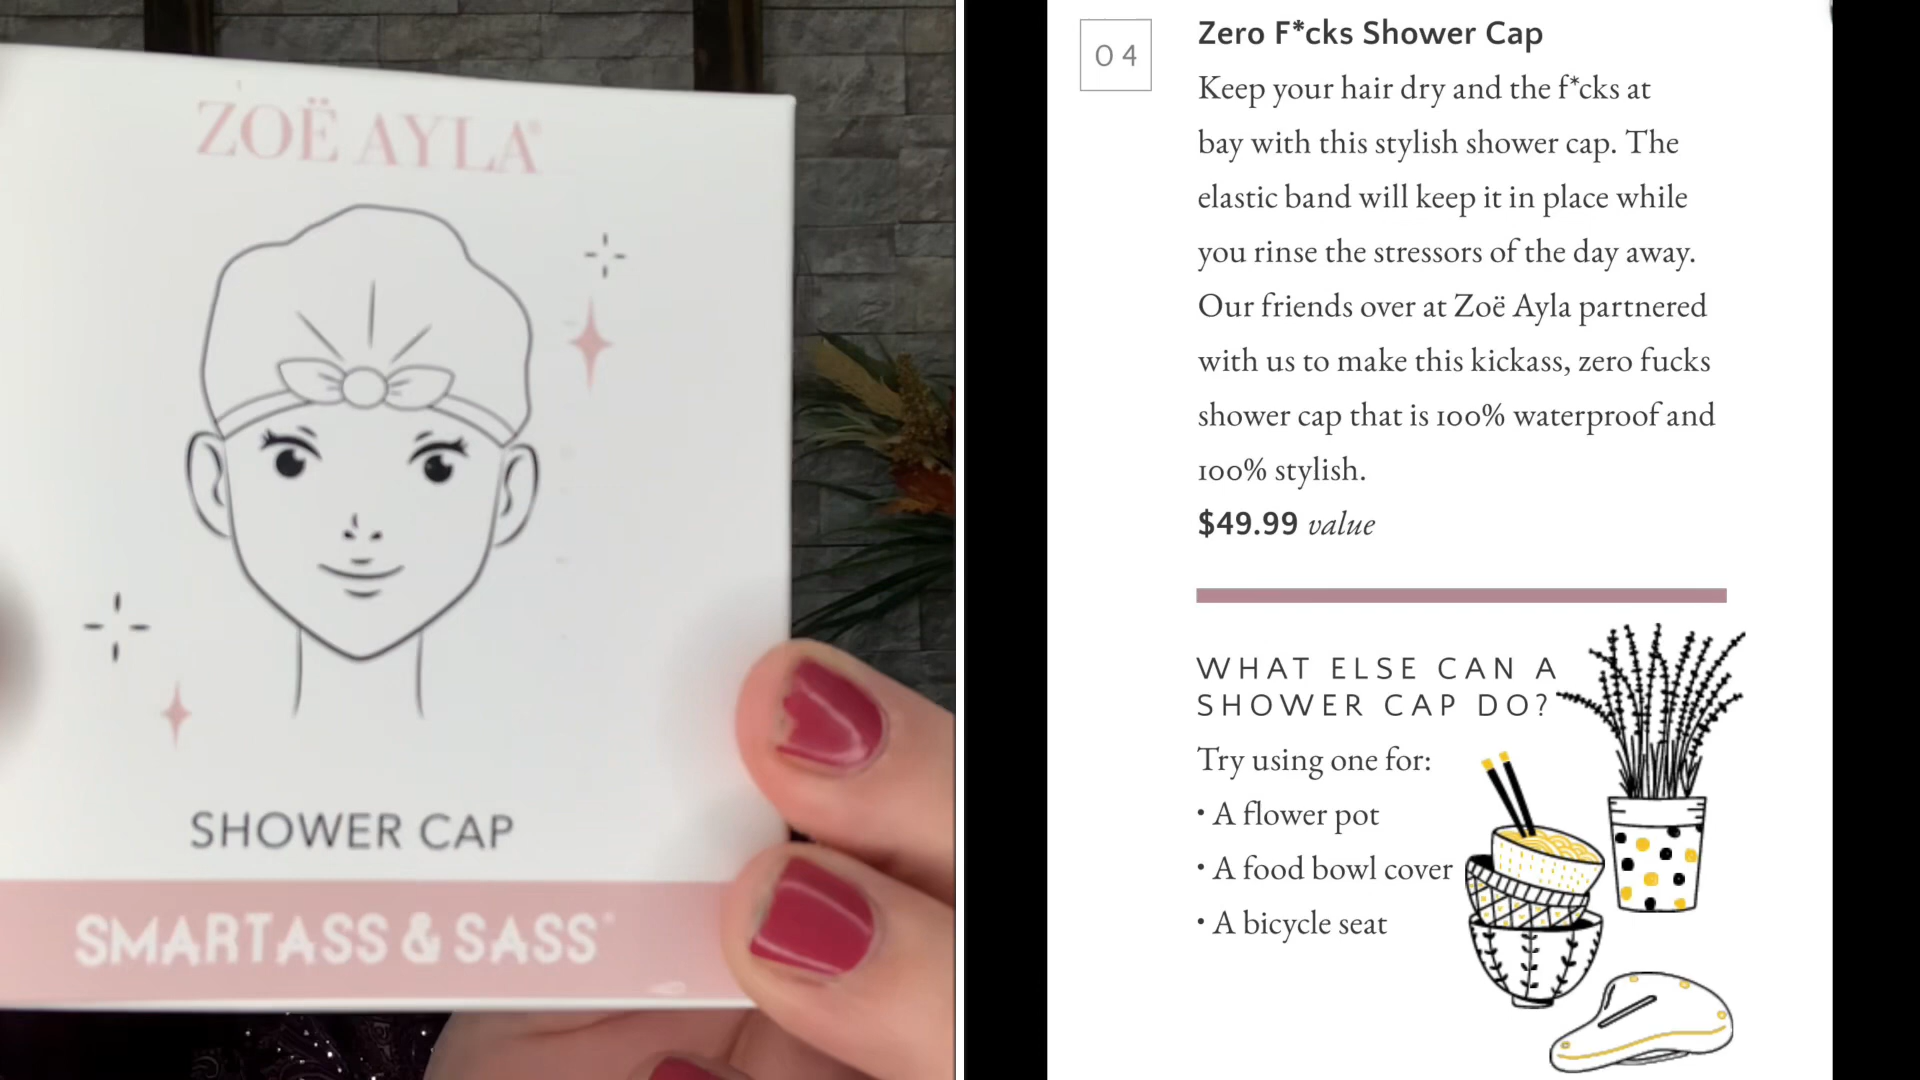 ZOË AYLA®
SHOWER CAP
SMARTASS & SASS®
04
Zero F*cks Shower Cap
Keep your hair dry and the f*cks at
bay with this stylish shower cap. The
elastic band will keep it in place while
you rinse the stressors of the day away.
Our friends over at Zoë Ayla partnered
with us to make this kickass, zero fucks
shower cap that is 100% waterproof and
100% stylish.
$49.99 value
WHAT ELSE CAN A
SHOWER CAP DO?
Try using one for:
• A flower pot
• A food bowl cover
• A bicycle seat